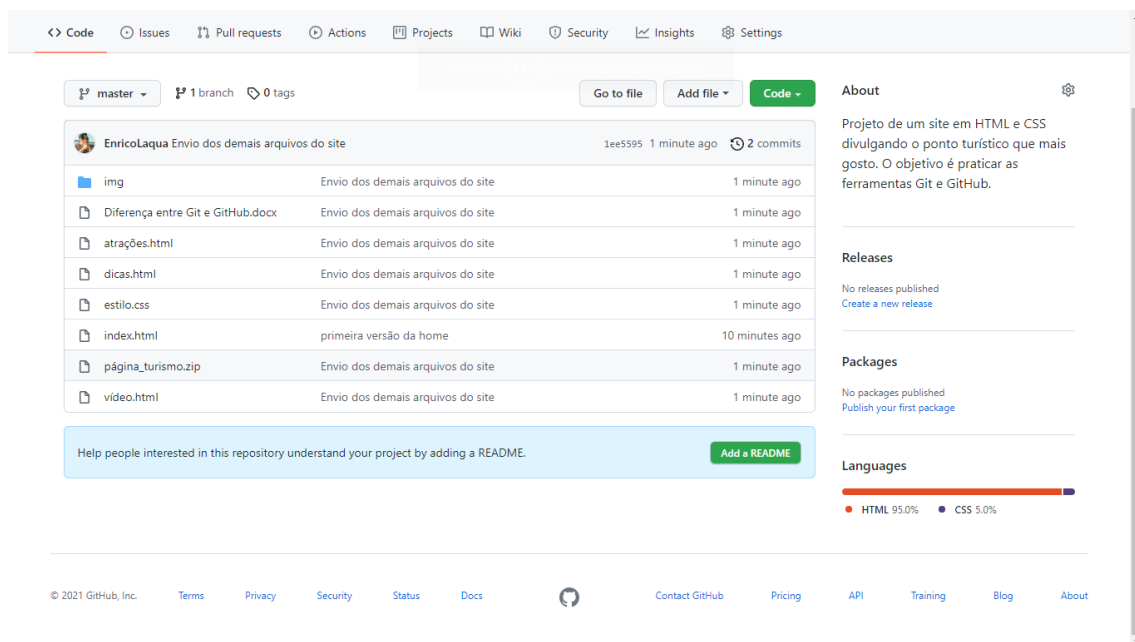 Code Issues Pull requests Actions Projects Wiki Security Insights Settings
master 1 branch 0 tags Go to file Add file Code
EnricoLaqua Envio dos demais arquivos do site 1ee5595 1 minute ago 2 commits
img Envio dos demais arquivos do site 1 minute ago
Diferença entre Git e GitHub.docx Envio dos demais arquivos do site 1 minute ago
atrações.html Envio dos demais arquivos do site 1 minute ago
dicas.html Envio dos demais arquivos do site 1 minute ago
estilo.css Envio dos demais arquivos do site 1 minute ago
index.html primeira versão da home 10 minutes ago
página_turismo.zip Envio dos demais arquivos do site 1 minute ago
vídeo.html Envio dos demais arquivos do site 1 minute ago
Help people interested in this repository understand your project by adding a README. Add a README
About
Projeto de um site em HTML e CSS
divulgando o ponto turístico que mais
gosto. O objetivo é praticar as
ferramentas Git e GitHub.
Releases
No releases published
Create a new release
Packages
No packages published
Publish your first package
Languages
HTML 95.0% CSS 5.0%
© 2021 GitHub, Inc. Terms Privacy Security Status Docs Contact GitHub Pricing API Training Blog About